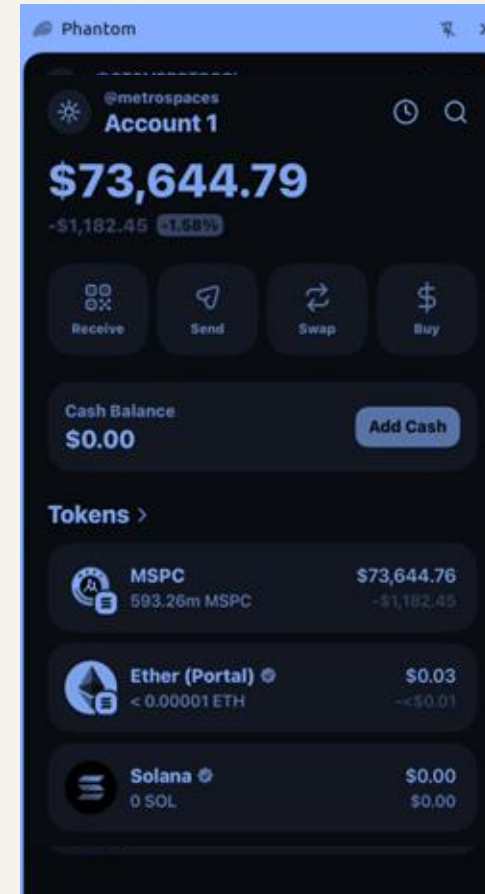 Phantom
@metrospaces
Account 1
$73,644.79
-$1,182.45 -1.58%
Receive Send Swap Buy
Cash Balance
$0.00
Add Cash
Tokens >
MSPC $73,644.76
593.26m MSPC -$1,182.45
Ether (Portal) $0.03
< 0.00001 ETH -<$0.01
Solana $0.00
0 SOL $0.00